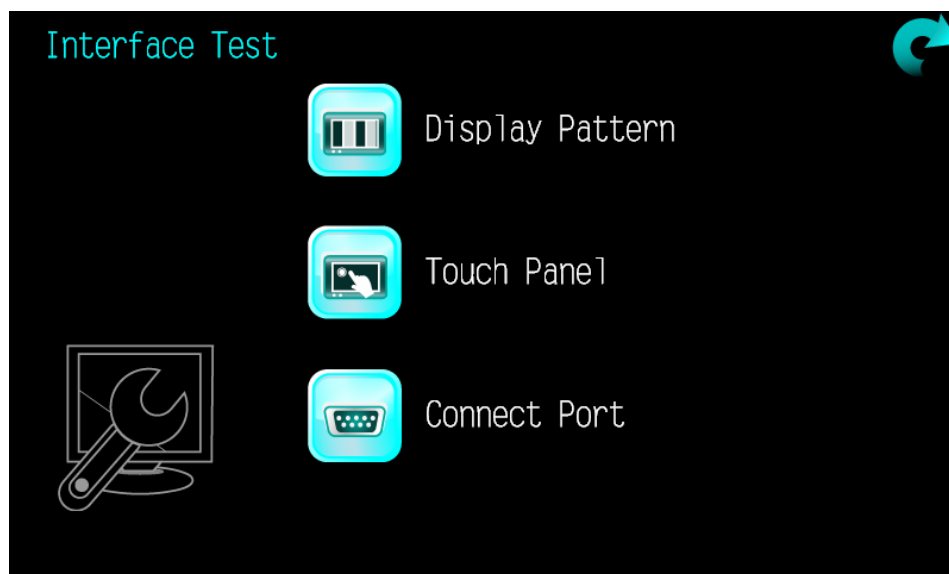 Interface Test
Display Pattern
Touch Panel
Connect Port